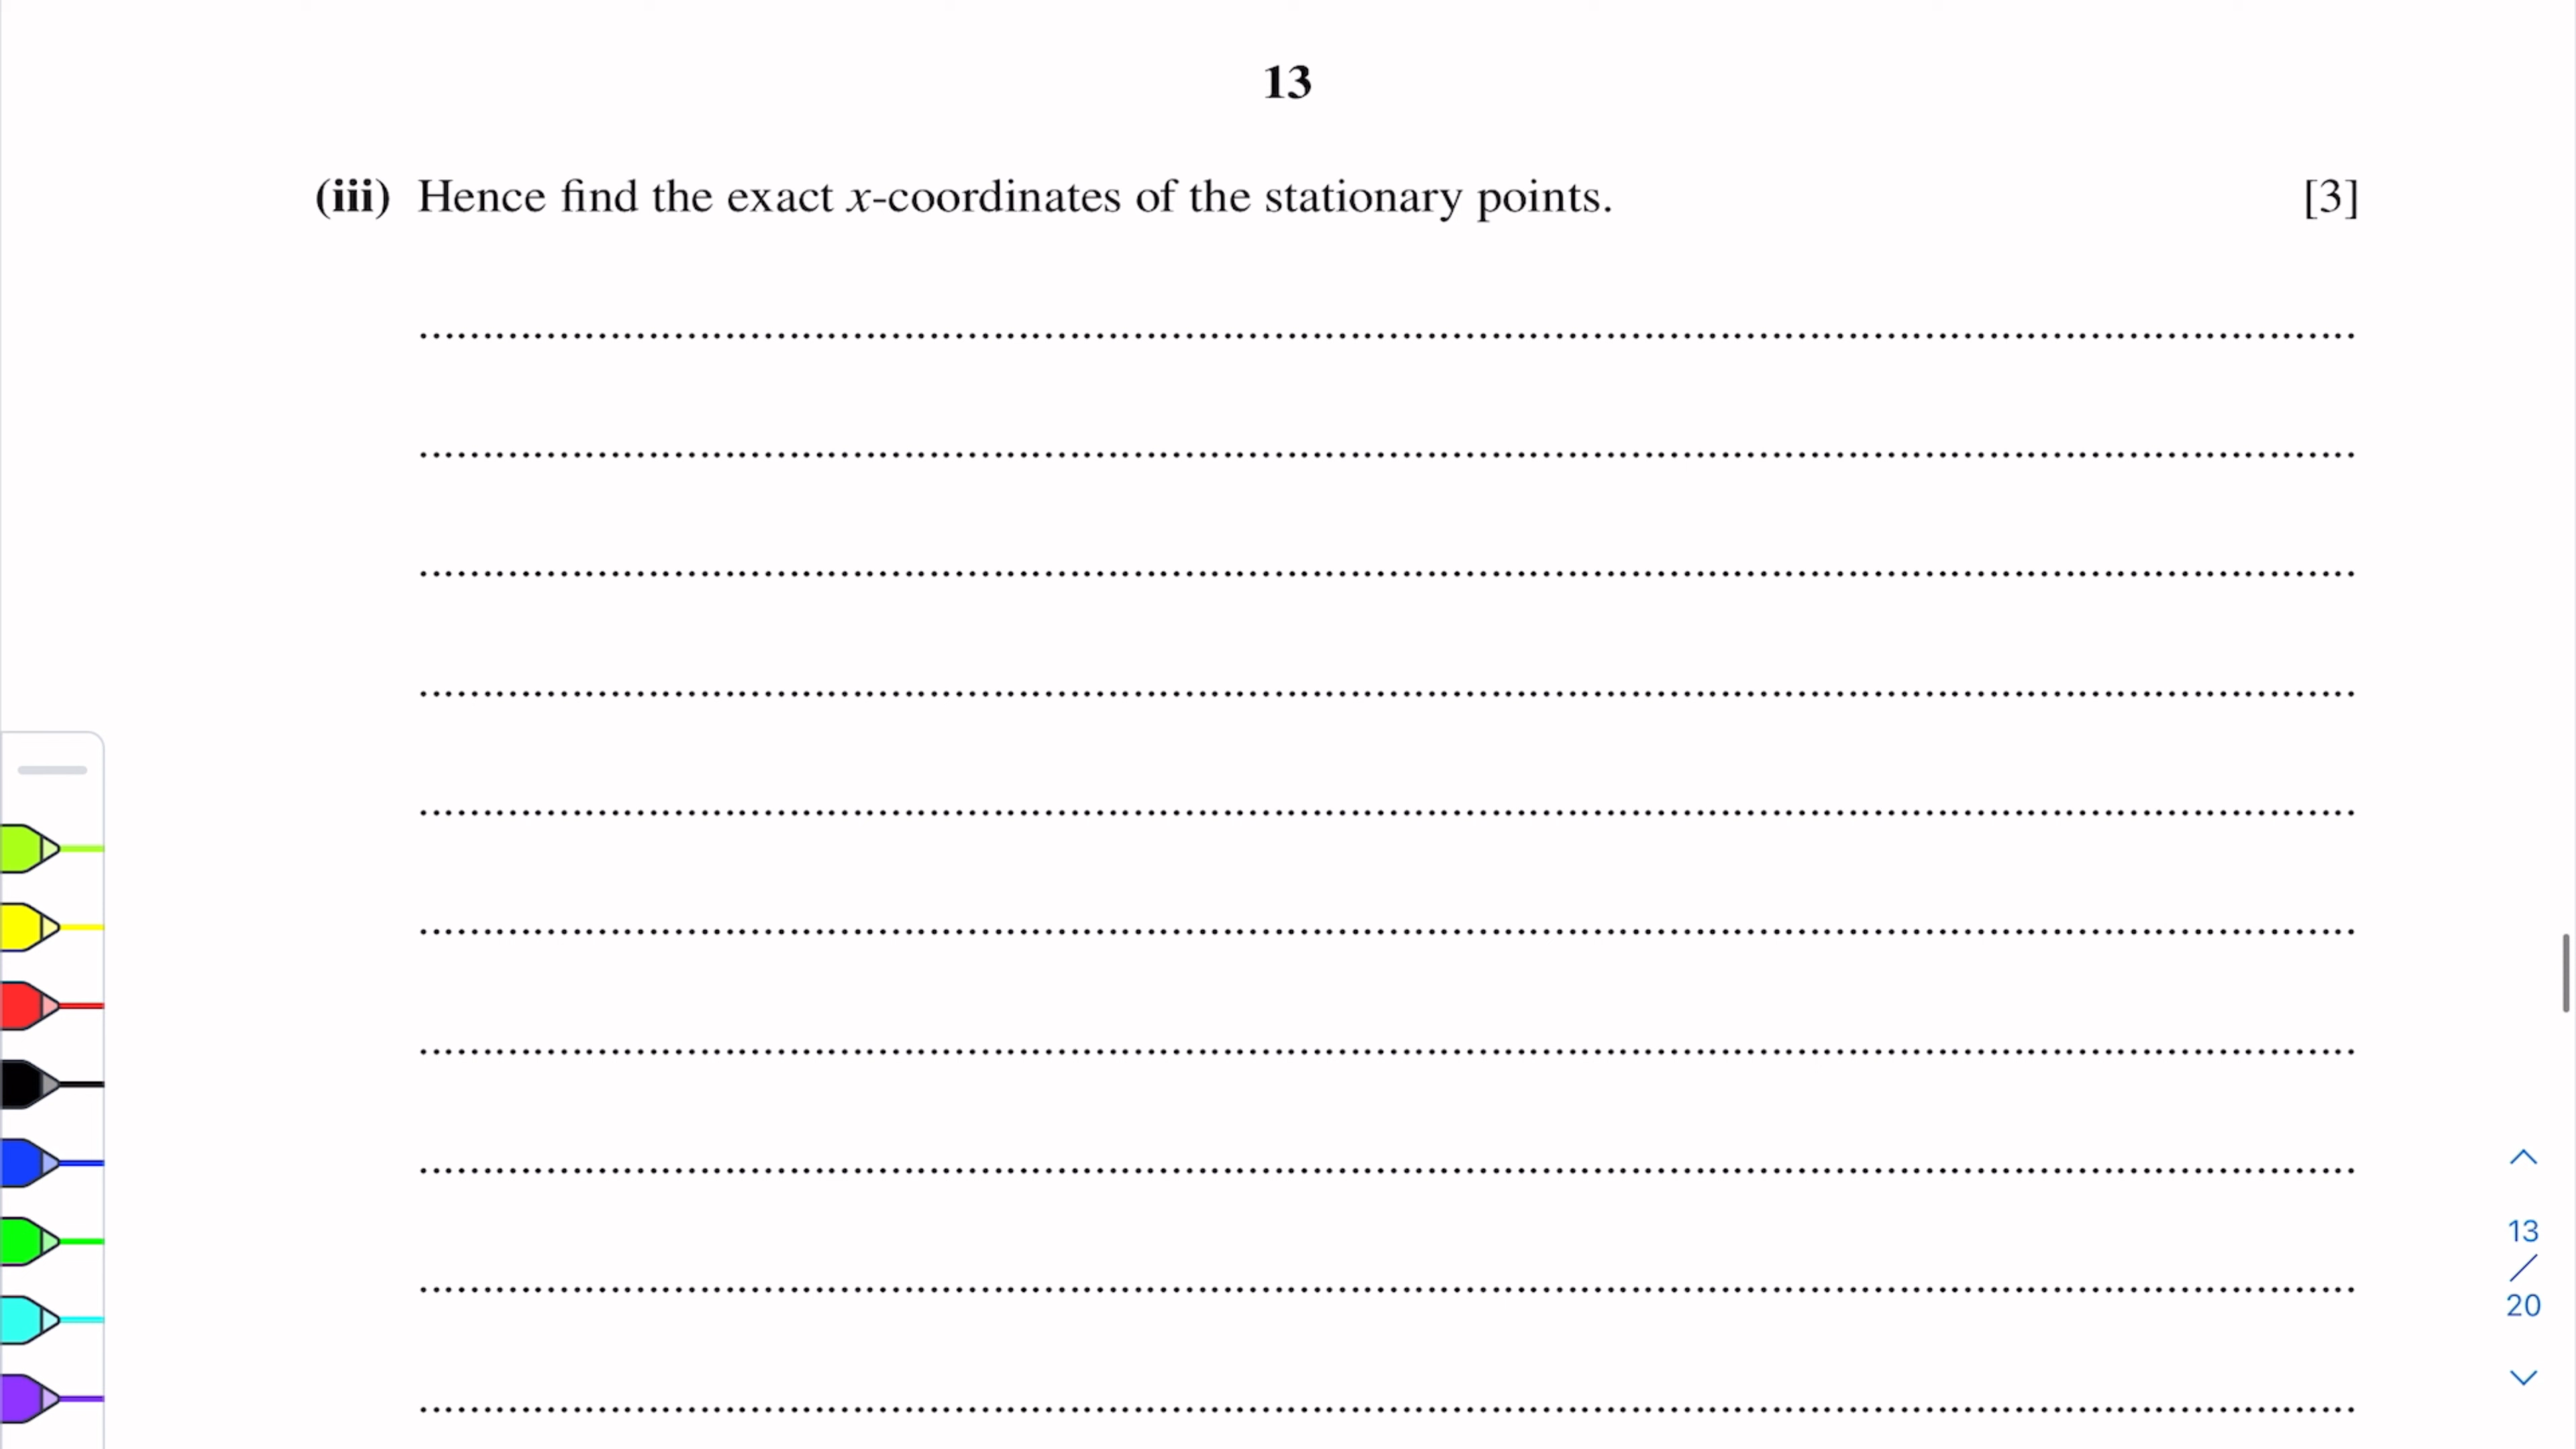 13
(iii) Hence find the exact x-coordinates of the stationary points. [3]
13
/
20